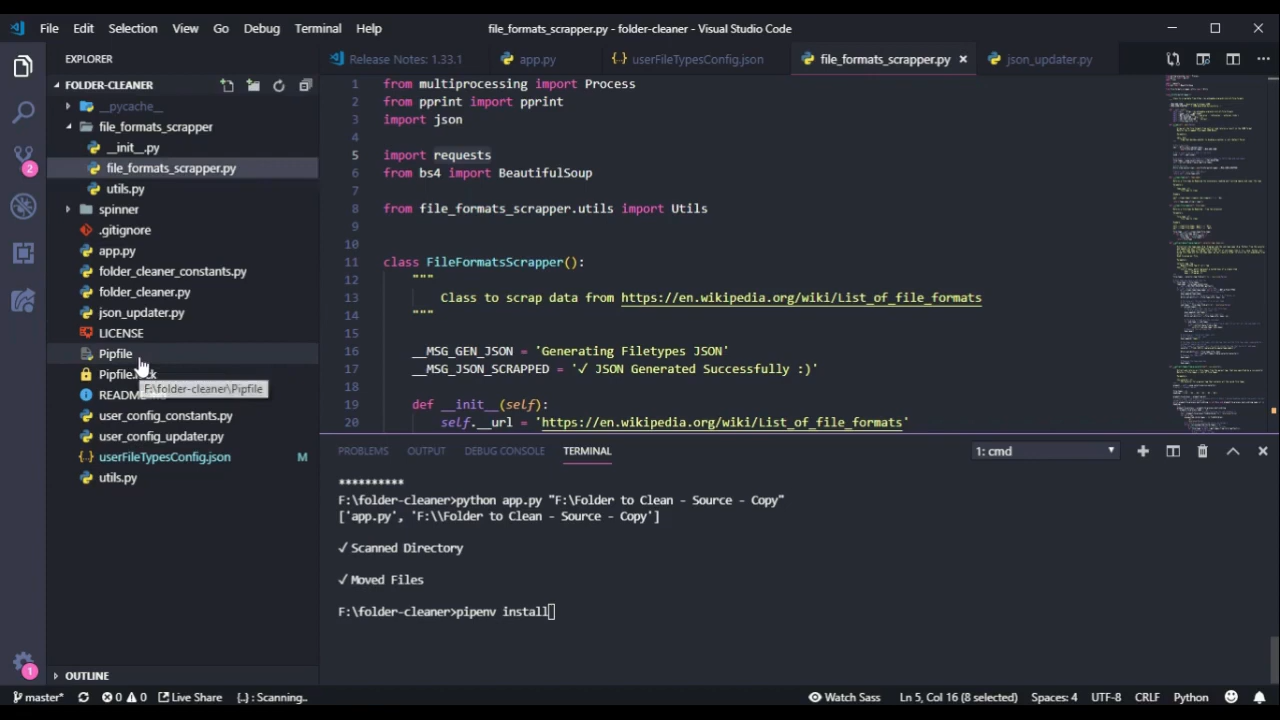 File Edit Selection View Go Debug Terminal Help
file_formats_scrapper.py - folder-cleaner - Visual Studio Code
EXPLORER
FOLDER-CLEANER
__pycache__
file_formats_scrapper
__init__.py
file_formats_scrapper.py
utils.py
spinner
.gitignore
app.py
folder_cleaner_constants.py
folder_cleaner.py
json_updater.py
LICENSE
Pipfile
F:\folder-cleaner\Pipfile
user_config_constants.py
user_config_updater.py
userFileTypesConfig.json M
utils.py
OUTLINE
2
1
Release Notes: 1.33.1 app.py userFileTypesConfig.json file_formats_scrapper.py json_updater.py
1 from multiprocessing import Process
2 from pprint import pprint
3 import json
4
5 import requests
6 from bs4 import BeautifulSoup
7
8 from file_formats_scrapper.utils import Utils
9
10
11 class FileFormatsScrapper():
12 """
13 Class to scrap data from https://en.wikipedia.org/wiki/List_of_file_formats
14 """
15
16 __MSG_GEN_JSON = 'Generating Filetypes JSON'
17 __MSG_JSON_SCRAPPED = '✓ JSON Generated Successfully :)'
18
19 def __init__(self):
20 self.__url = 'https://en.wikipedia.org/wiki/List_of_file_formats'
PROBLEMS OUTPUT DEBUG CONSOLE TERMINAL 1: cmd
**********
F:\folder-cleaner>python app.py "F:\Folder to Clean - Source - Copy"
['app.py', 'F:\\Folder to Clean - Source - Copy']
✓ Scanned Directory
✓ Moved Files
F:\folder-cleaner>pipenv install
master* 0 0 Live Share {..} : Scanning.. Watch Sass Ln 5, Col 16 (8 selected) Spaces: 4 UTF-8 CRLF Python